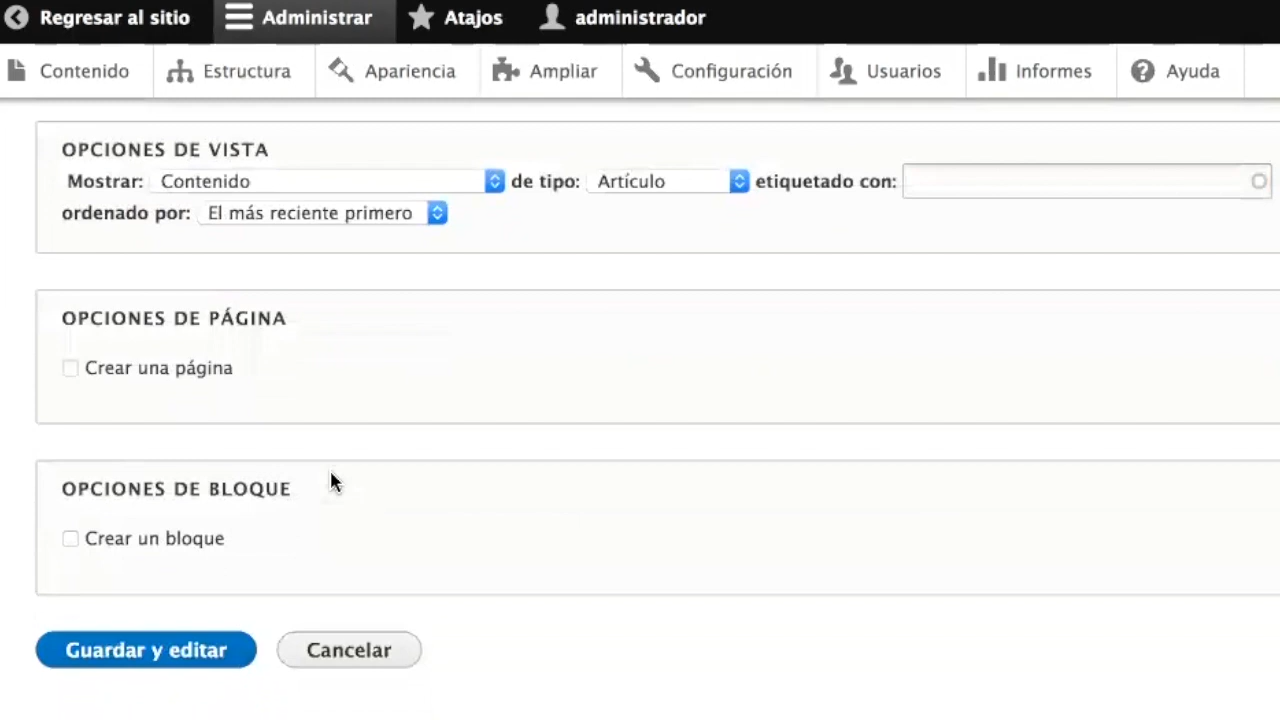 Regresar al sitio Administrar Atajos administrador
Contenido Estructura Apariencia Ampliar Configuración Usuarios Informes Ayuda
OPCIONES DE VISTA
Mostrar: Contenido de tipo: Artículo etiquetado con:
ordenado por: El más reciente primero
OPCIONES DE PÁGINA
Crear una página
OPCIONES DE BLOQUE
Crear un bloque
Guardar y editar Cancelar